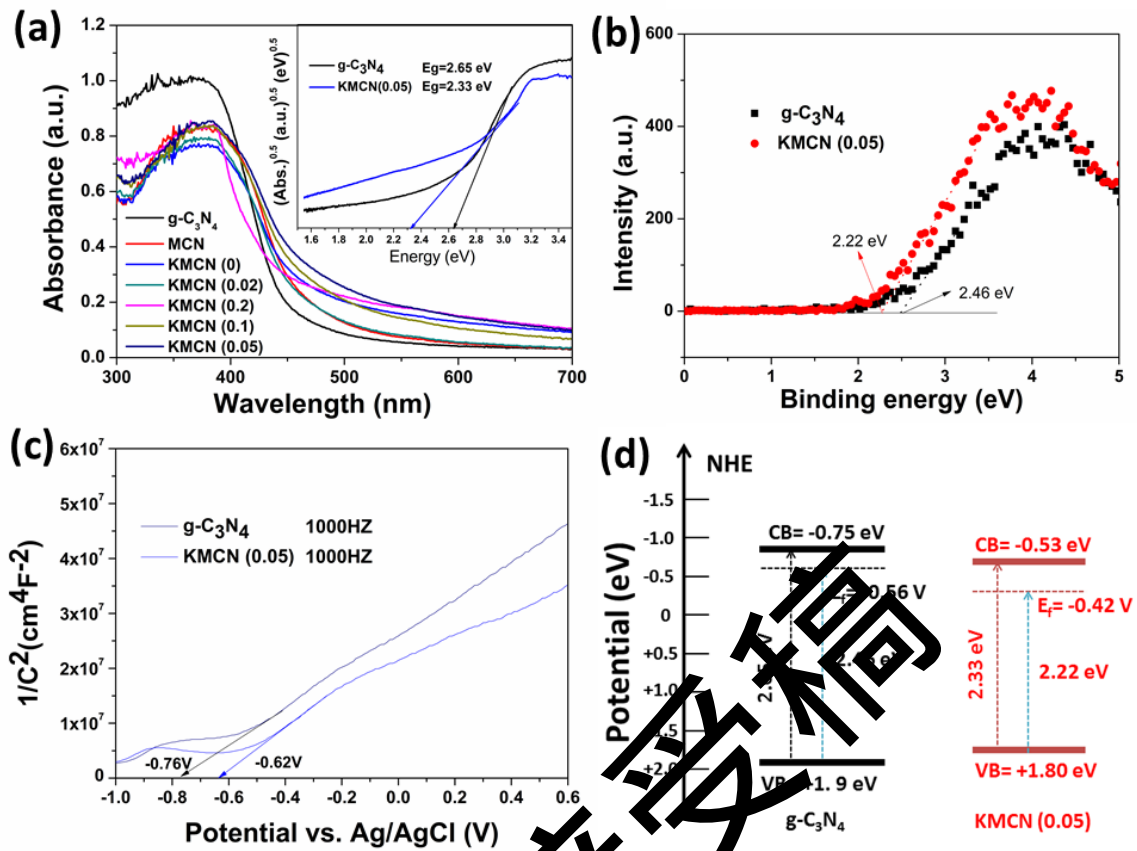 (a)
1.2
1.0
0.8
0.6
0.4
0.2
0.0
Absorbance (a.u.)
300
400
500
600
700
Wavelength (nm)
g-C₃N₄
MCN
KMCN (0)
KMCN (0.02)
KMCN (0.2)
KMCN (0.1)
KMCN (0.05)
(Abs.)^0.5 (a.u.)^0.5 (eV)^0.5
g-C₃N₄ Eg=2.65 eV
KMCN(0.05) Eg=2.33 eV
1.6 2.0 2.2 2.4 2.6 2.8 3.0 3.2 3.4
Energy (eV)
(b)
600
400
200
0
Intensity (a.u.)
g-C₃N₄
KMCN (0.05)
2.22 eV
2.46 eV
0 1 2 3 4 5
Binding energy (eV)
(c)
6x10⁷
5x10⁷
4x10⁷
3x10⁷
2x10⁷
1x10⁷
0
1/C²(cm⁴F⁻²)
g-C₃N₄ 1000HZ
KMCN (0.05) 1000HZ
-0.76V
-0.62V
-1.0 -0.8 -0.6 -0.4 -0.2 0.0 0.2 0.4 0.6
Potential vs. Ag/AgCl (V)
(d)
NHE
Potential (eV)
-1.5
-1.0
-0.5
0
+0.5
+1.0
+2.0
CB= -0.75 eV
VB
g-C₃N₄
CB= -0.53 eV
E_f= -0.42 V
2.33 eV
2.22 eV
VB= +1.80 eV
KMCN (0.05)
受稿